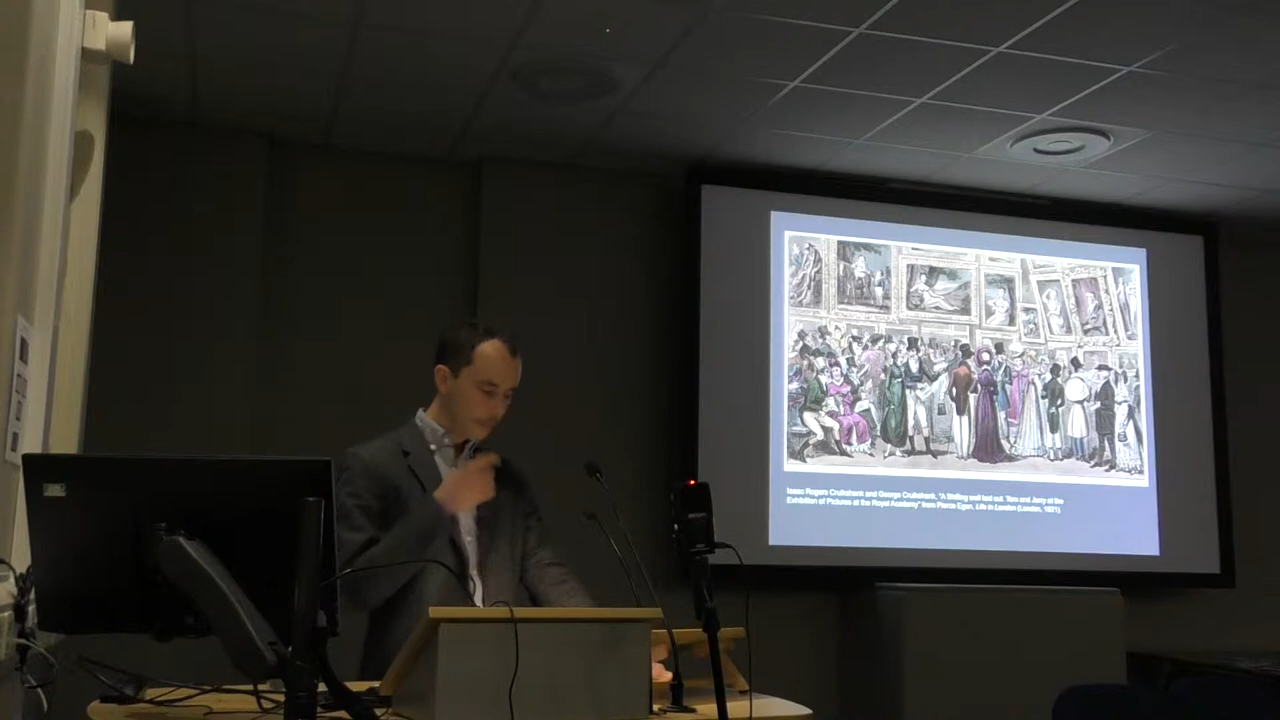 Isaac Rogers Cruikshank and George Cruikshank, "A Shilling well laid out. Tom and Jerry at the
Exhibition of Pictures at the Royal Academy" from Pierce Egan, Life in London (London, 1821)